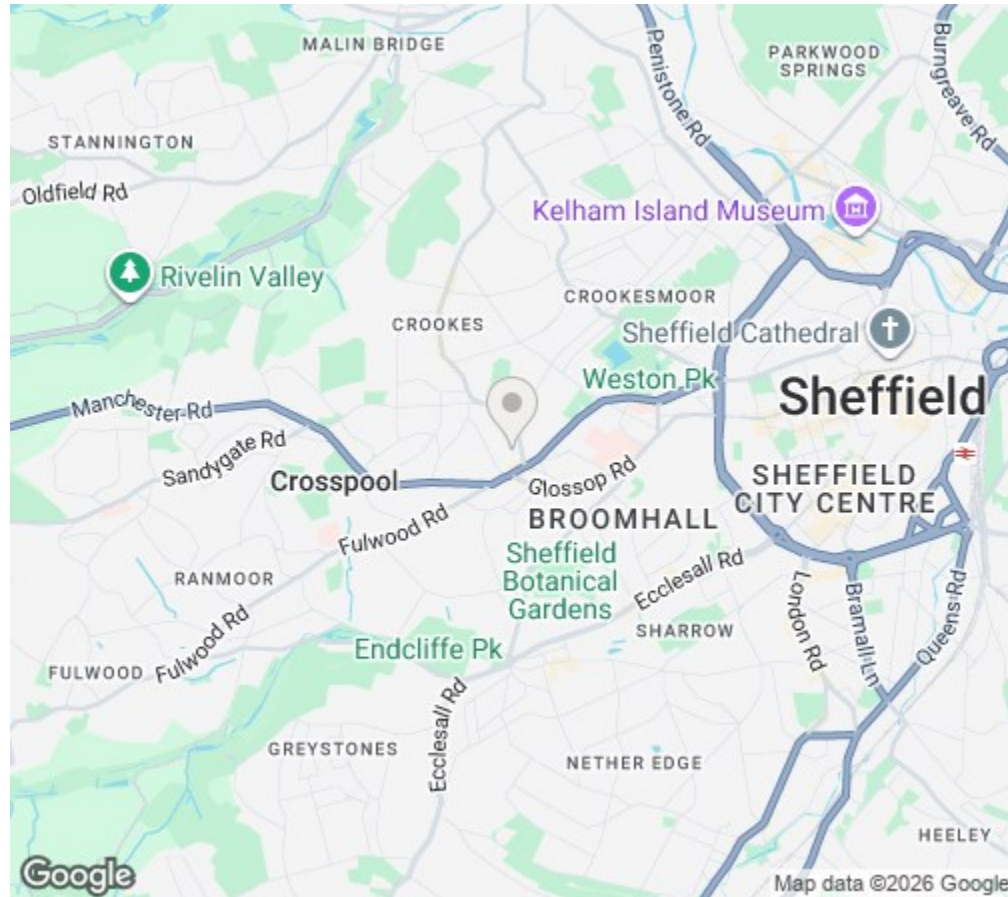 MALIN BRIDGE
PARKWOOD
SPRINGS
Penistone Rd
Burngreave Rd
STANNINGTON
Oldfield Rd
Kelham Island Museum
Rivelin Valley
CROOKESMOOR
CROOKES
Sheffield Cathedral
Weston Pk
Manchester Rd
Sheffield
Sandygate Rd
Crosspool
Glossop Rd
SHEFFIELD
CITY CENTRE
Fulwood Rd
BROOMHALL
Sheffield
Botanical
Gardens
Ecclesall Rd
RANMOOR
London Rd
Bramall Ln
Queens Rd
Fulwood Rd
SHARROW
Endcliffe Pk
FULWOOD
Ecclesall Rd
GREYSTONES
NETHER EDGE
HEELEY
Google
Map data ©2026 Google